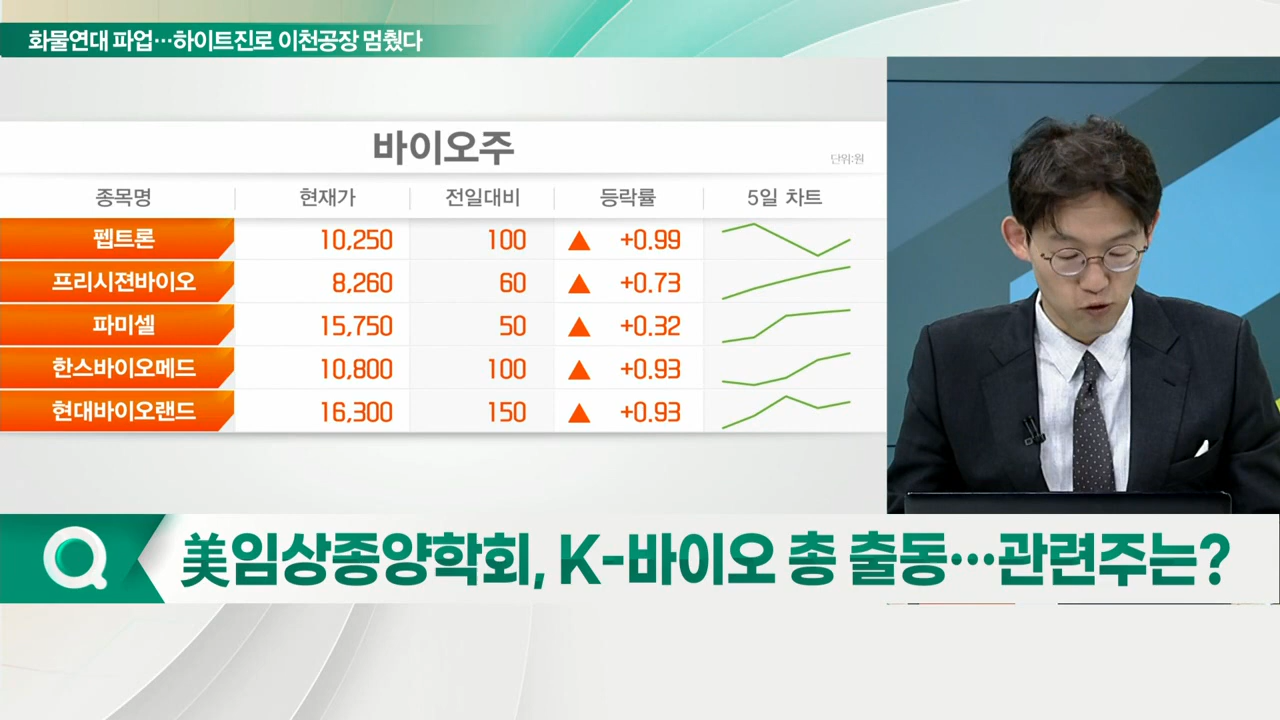 화물연대 파업…하이트진로 이천공장 멈췄다
바이오주
단위:원
종목명 현재가 전일대비 등락률 5일 차트
펩트론 10,250 100 ▲ +0.99
프리시젼바이오 8,260 60 ▲ +0.73
파미셀 15,750 50 ▲ +0.32
한스바이오메드 10,800 100 ▲ +0.93
현대바이오랜드 16,300 150 ▲ +0.93
Q 美임상종양학회, K-바이오 총 출동…관련주는?